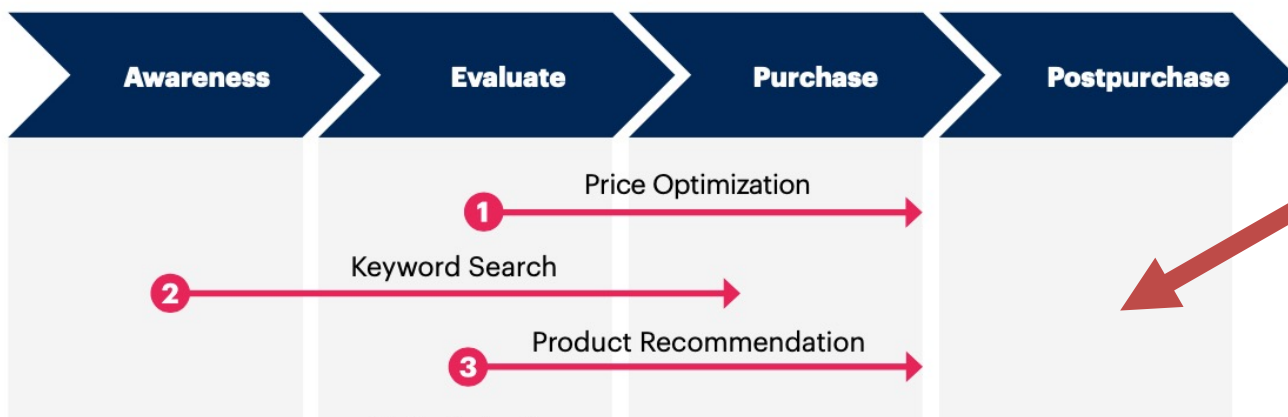 Awareness
Evaluate
Purchase
Postpurchase
1
Price Optimization
2
Keyword Search
3
Product Recommendation